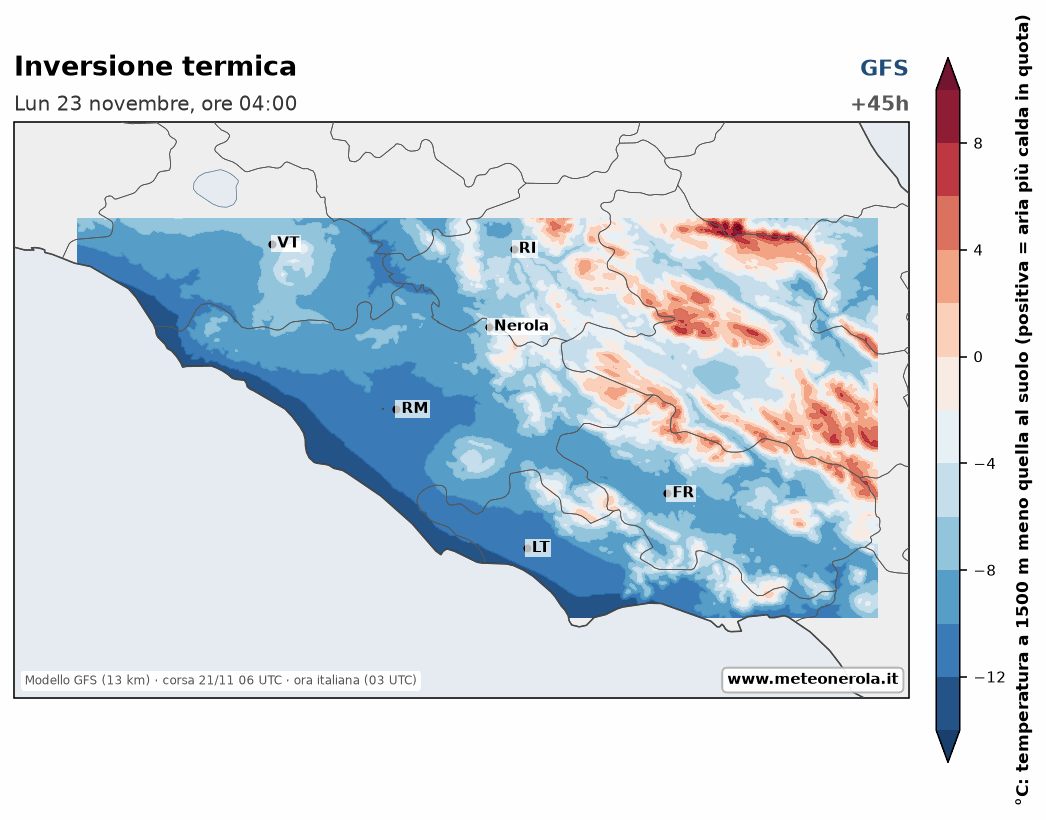 Inversione termica
GFS
Lun 23 novembre, ore 04:00
+45h
VT
RI
Nerola
RM
FR
LT
Modello GFS (13 km) · corsa 21/11 06 UTC · ora italiana (03 UTC)
www.meteonerola.it
8
4
0
−4
−8
−12
°C: temperatura a 1500 m meno quella al suolo (positiva = aria più calda in quota)